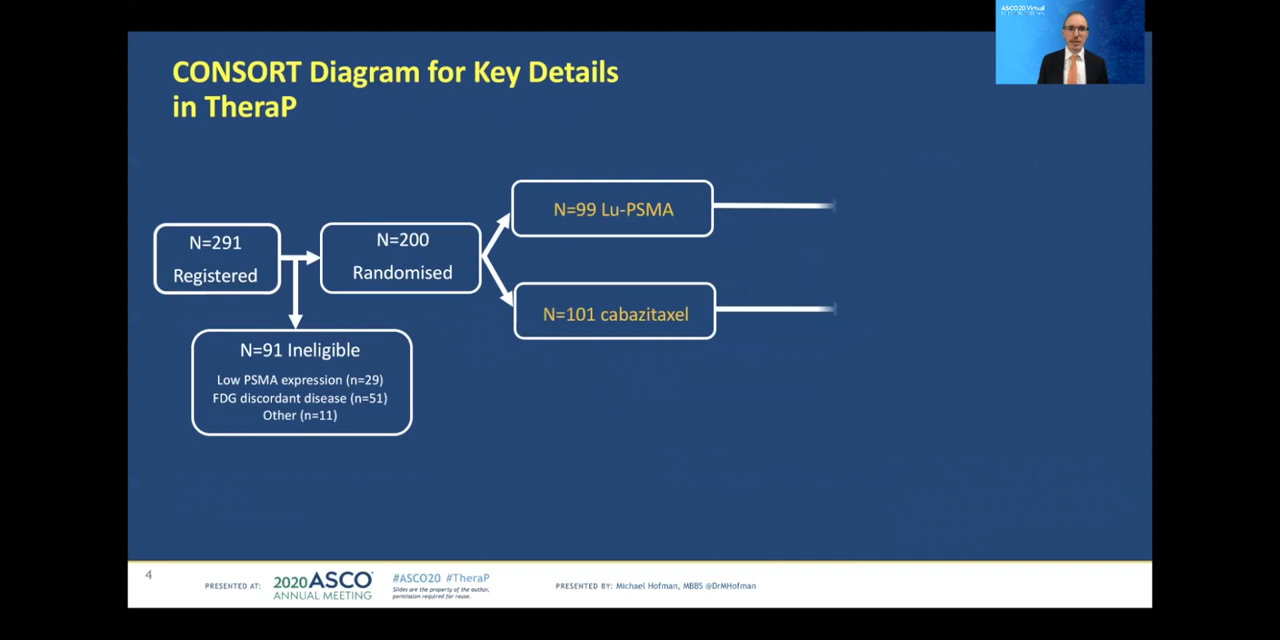 ASCO20 Virtual
CONSORT Diagram for Key Details
in TheraP
N=291
Registered
N=200
Randomised
N=99 Lu-PSMA
N=101 cabazitaxel
N=91 Ineligible
Low PSMA expression (n=29)
FDG discordant disease (n=51)
Other (n=11)
4
PRESENTED AT:
2020 ASCO
ANNUAL MEETING
#ASCO20 #TheraP
Slides are the property of the author,
permission required for reuse.
PRESENTED BY: Michael Hofman, MBBS @DrMHofman